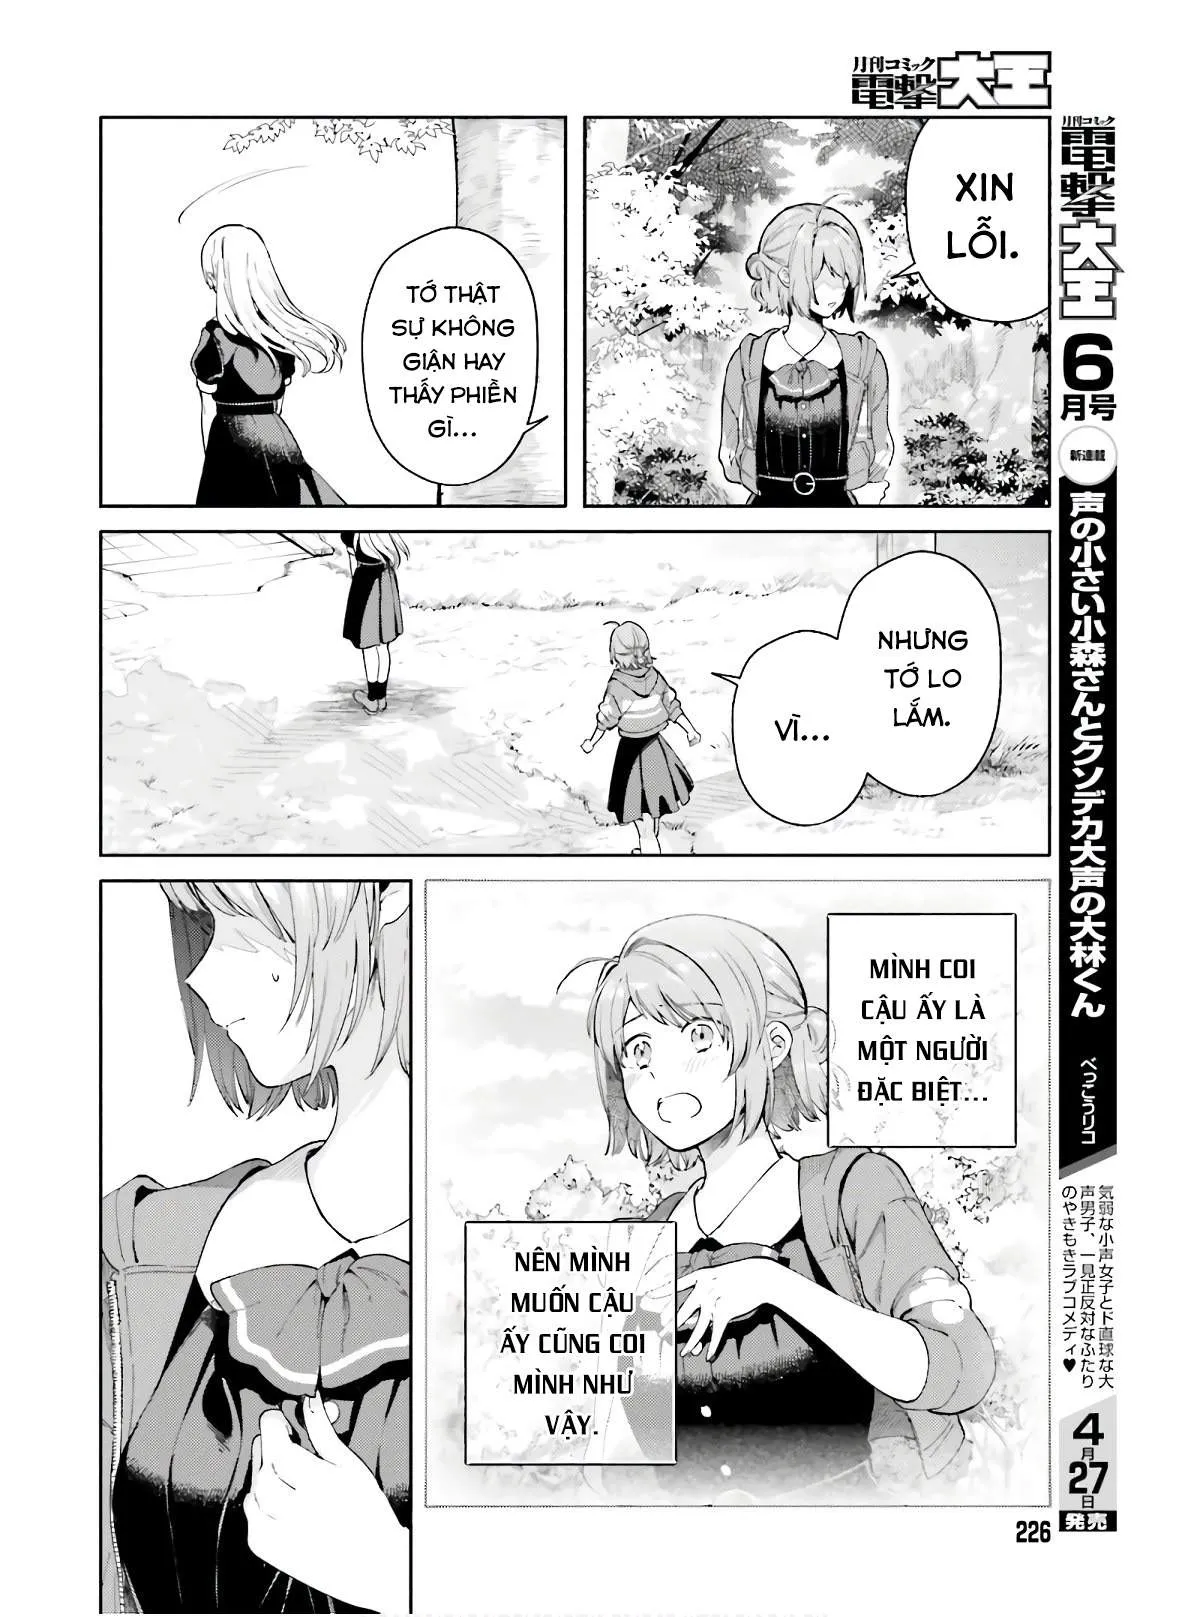 月刊コミック
電撃大王
XIN
LỖI.
TỚ THẬT
SỰ KHÔNG
GIẬN HAY
THẤY PHIỀN
GÌ...
NHƯNG
TỚ LO
LẮM.
VÌ...
MÌNH COI
CẬU ẤY LÀ
MỘT NGƯỜI
ĐẶC BIỆT...
NÊN MÌNH
MUỐN CẬU
ẤY CŨNG COI
MÌNH NHƯ
VẬY.
226
月刊コミック
電撃大王
6
月号
新連載
声の小さい小森さんとクソデカ大声の大林くん
べっこうリコ
気弱な小声女子とド直球な大
声男子、一見正反対なふたり
のやきもきラブコメディ♥
4
月
27
日
発売